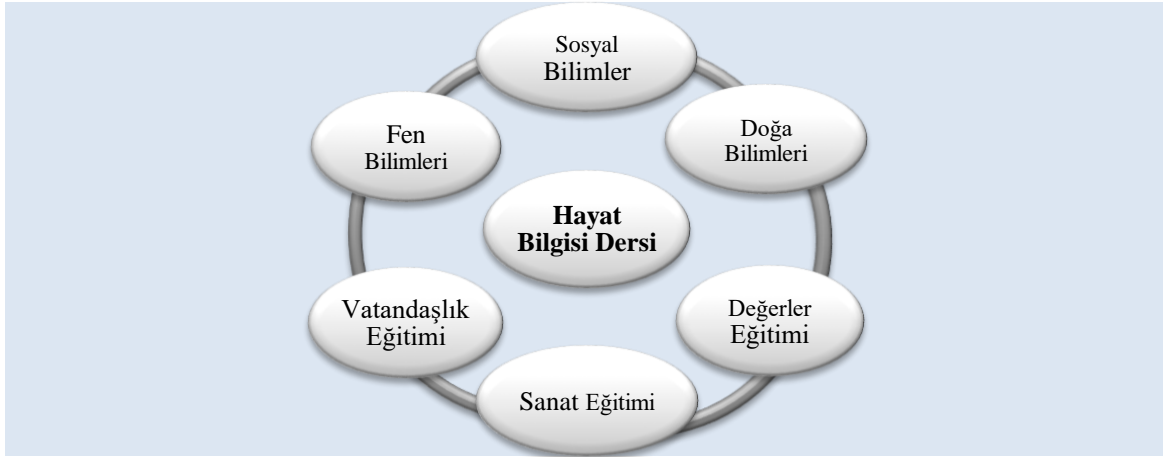 Sosyal
Bilimler
Fen
Bilimleri
Doğa
Bilimleri
Hayat
Bilgisi Dersi
Vatandaşlık
Eğitimi
Değerler
Eğitimi
Sanat Eğitimi